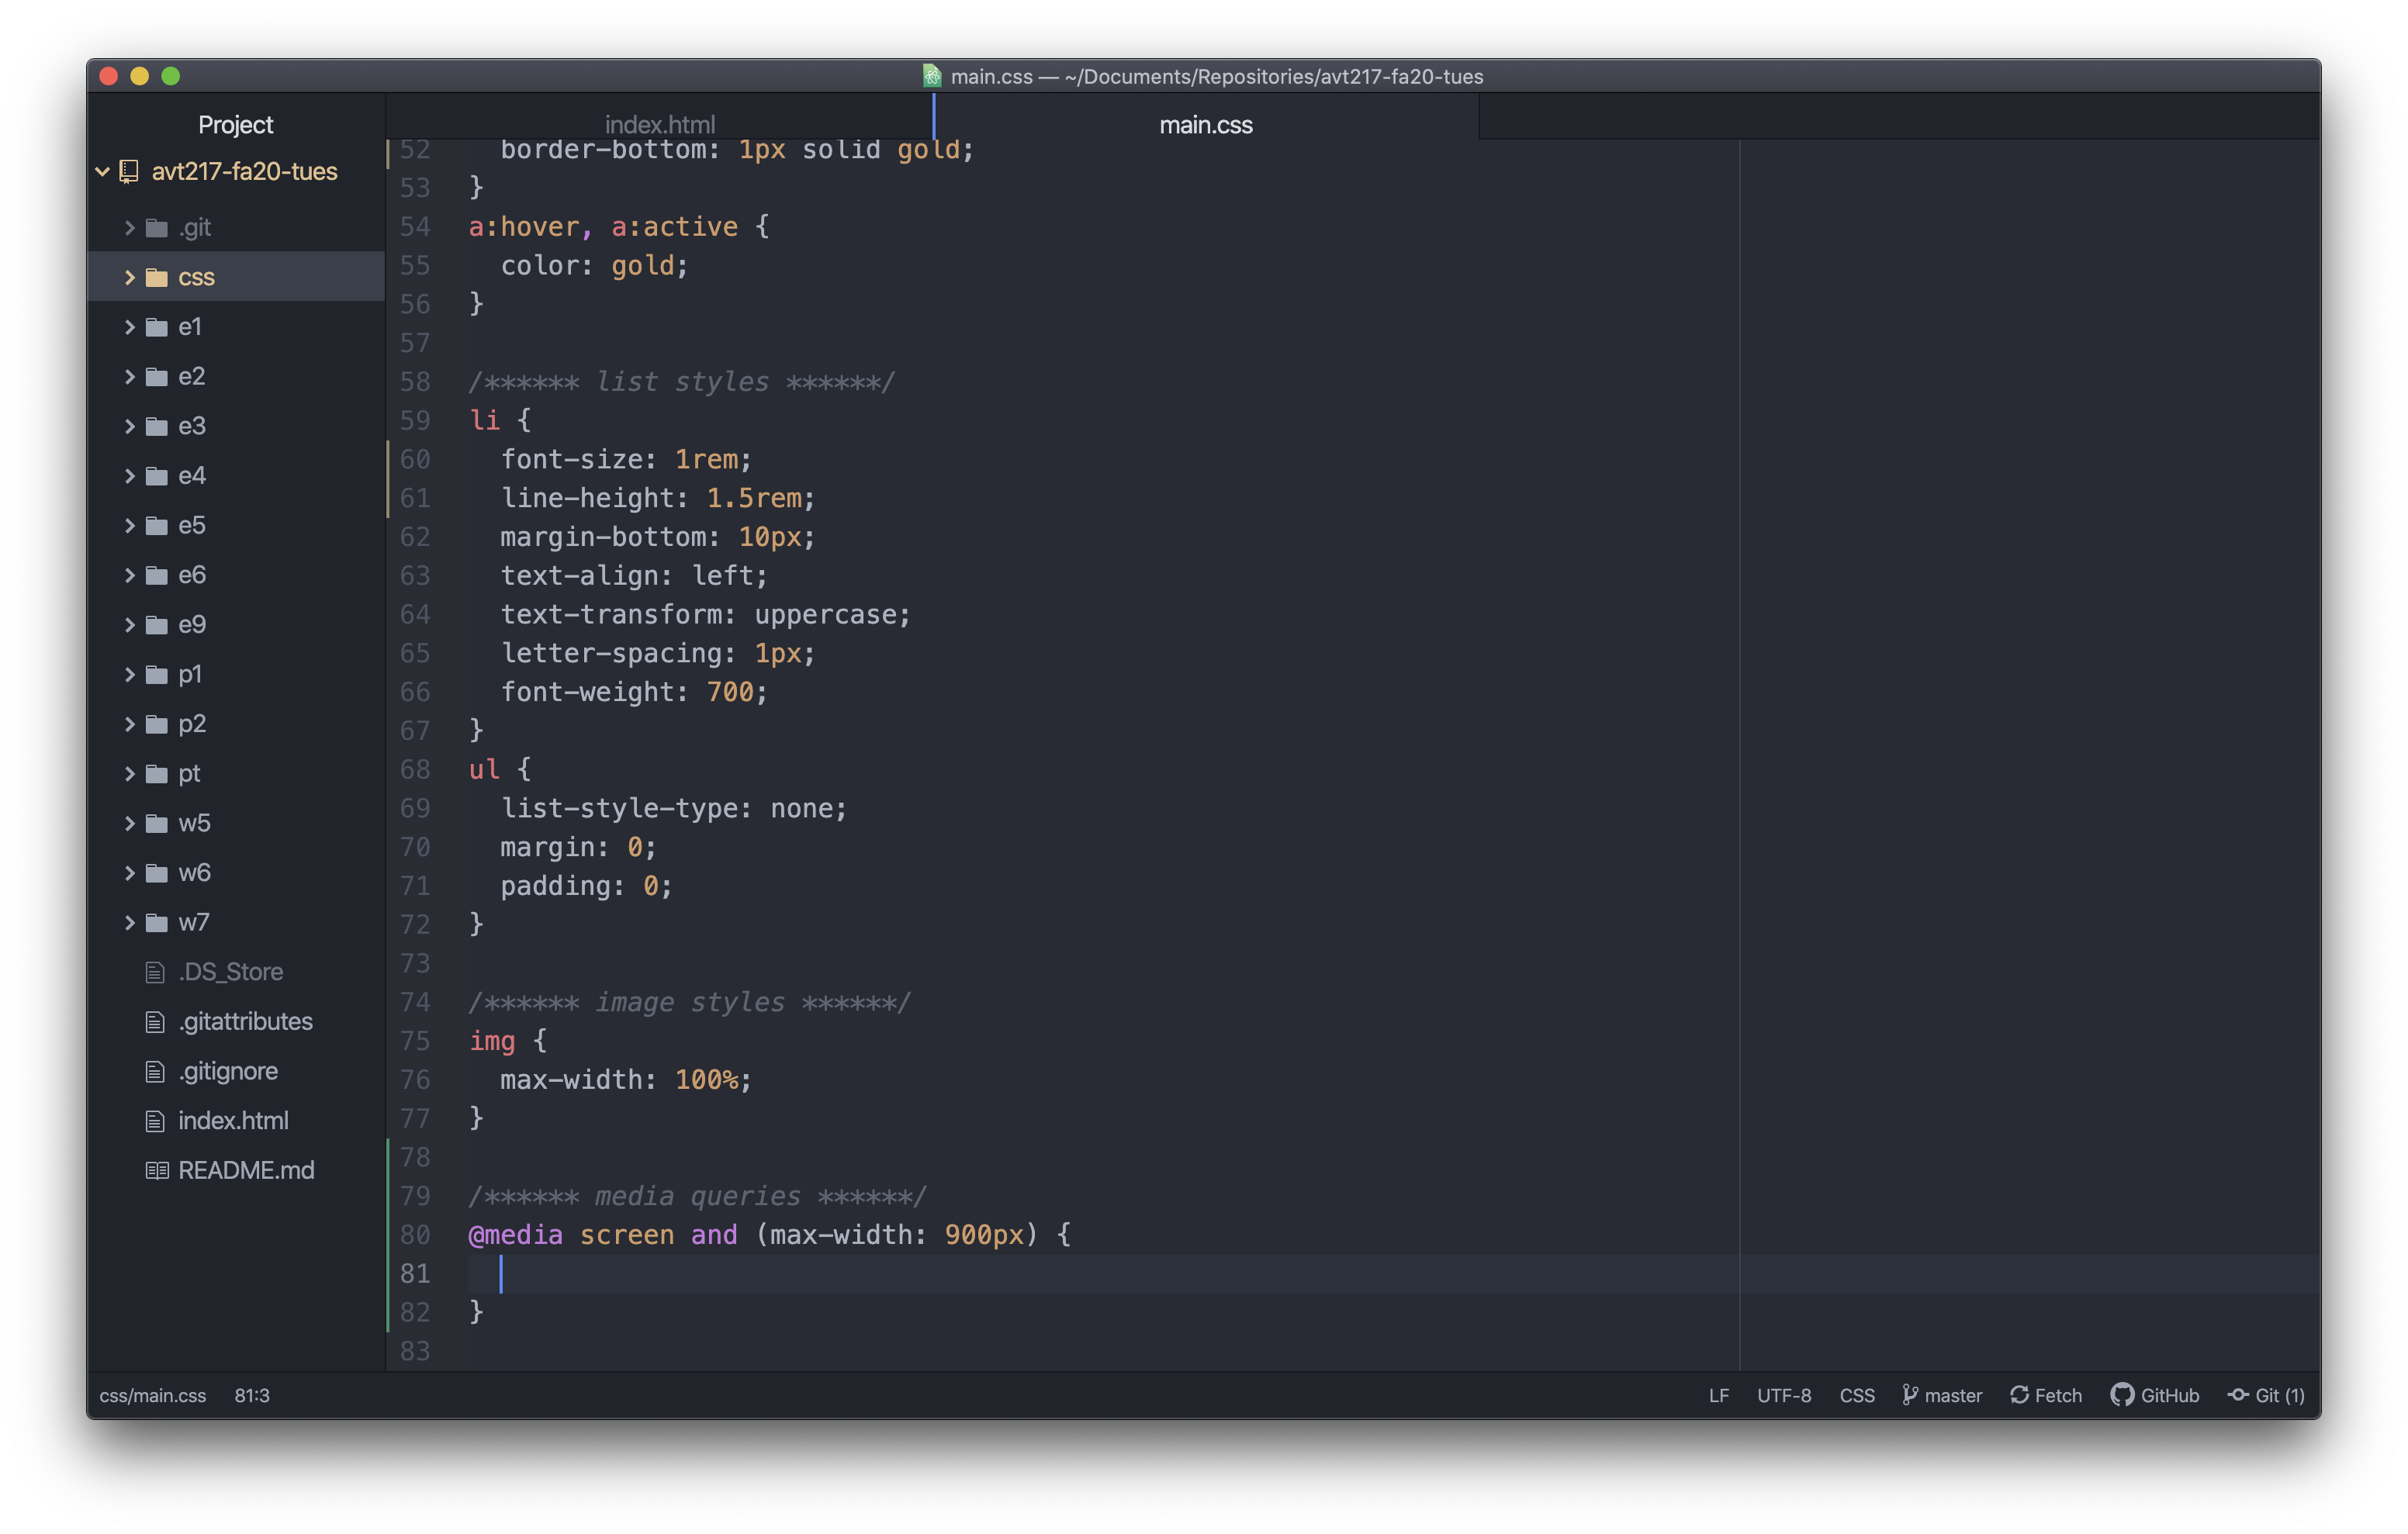 main.css — ~/Documents/Repositories/avt217-fa20-tues
Project
avt217-fa20-tues
.git
css
e1
e2
e3
e4
e5
e6
e9
p1
p2
pt
w5
w6
w7
.DS_Store
.gitattributes
.gitignore
index.html
README.md
index.html
main.css
52 border-bottom: 1px solid gold;
53 }
54 a:hover, a:active {
55 color: gold;
56 }
57
58 /****** list styles ******/
59 li {
60 font-size: 1rem;
61 line-height: 1.5rem;
62 margin-bottom: 10px;
63 text-align: left;
64 text-transform: uppercase;
65 letter-spacing: 1px;
66 font-weight: 700;
67 }
68 ul {
69 list-style-type: none;
70 margin: 0;
71 padding: 0;
72 }
73
74 /****** image styles ******/
75 img {
76 max-width: 100%;
77 }
78
79 /****** media queries ******/
80 @media screen and (max-width: 900px) {
81
82 }
83
css/main.css 81:3 LF UTF-8 CSS master Fetch GitHub Git (1)